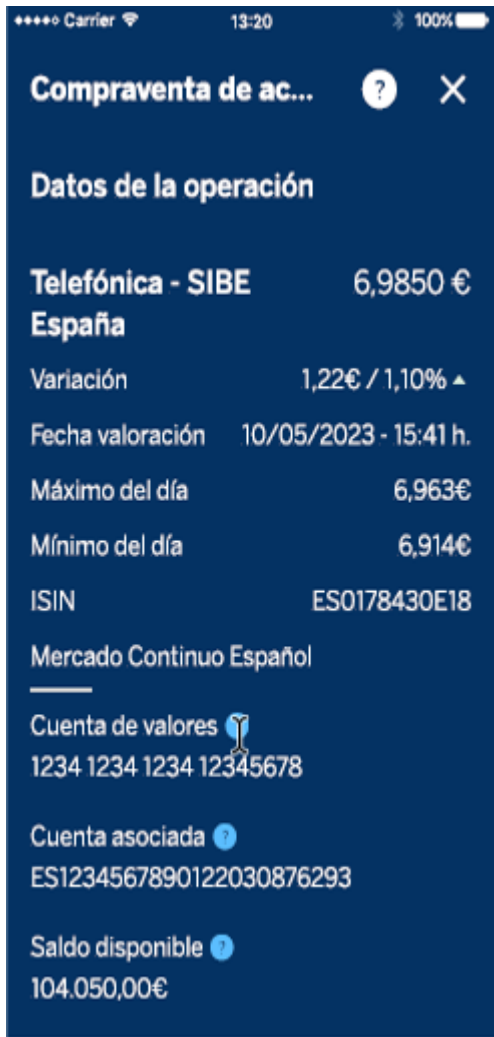 Carrier 13:20 100%
Compraventa de ac... ? X
Datos de la operación
Telefónica - SIBE 6,9850 €
España
Variación 1,22€ / 1,10%
Fecha valoración 10/05/2023 - 15:41 h.
Máximo del día 6,963€
Mínimo del día 6,914€
ISIN ES0178430E18
Mercado Continuo Español
Cuenta de valores
1234 1234 1234 12345678
Cuenta asociada ?
ES1234567890122030876293
Saldo disponible ?
104.050,00€